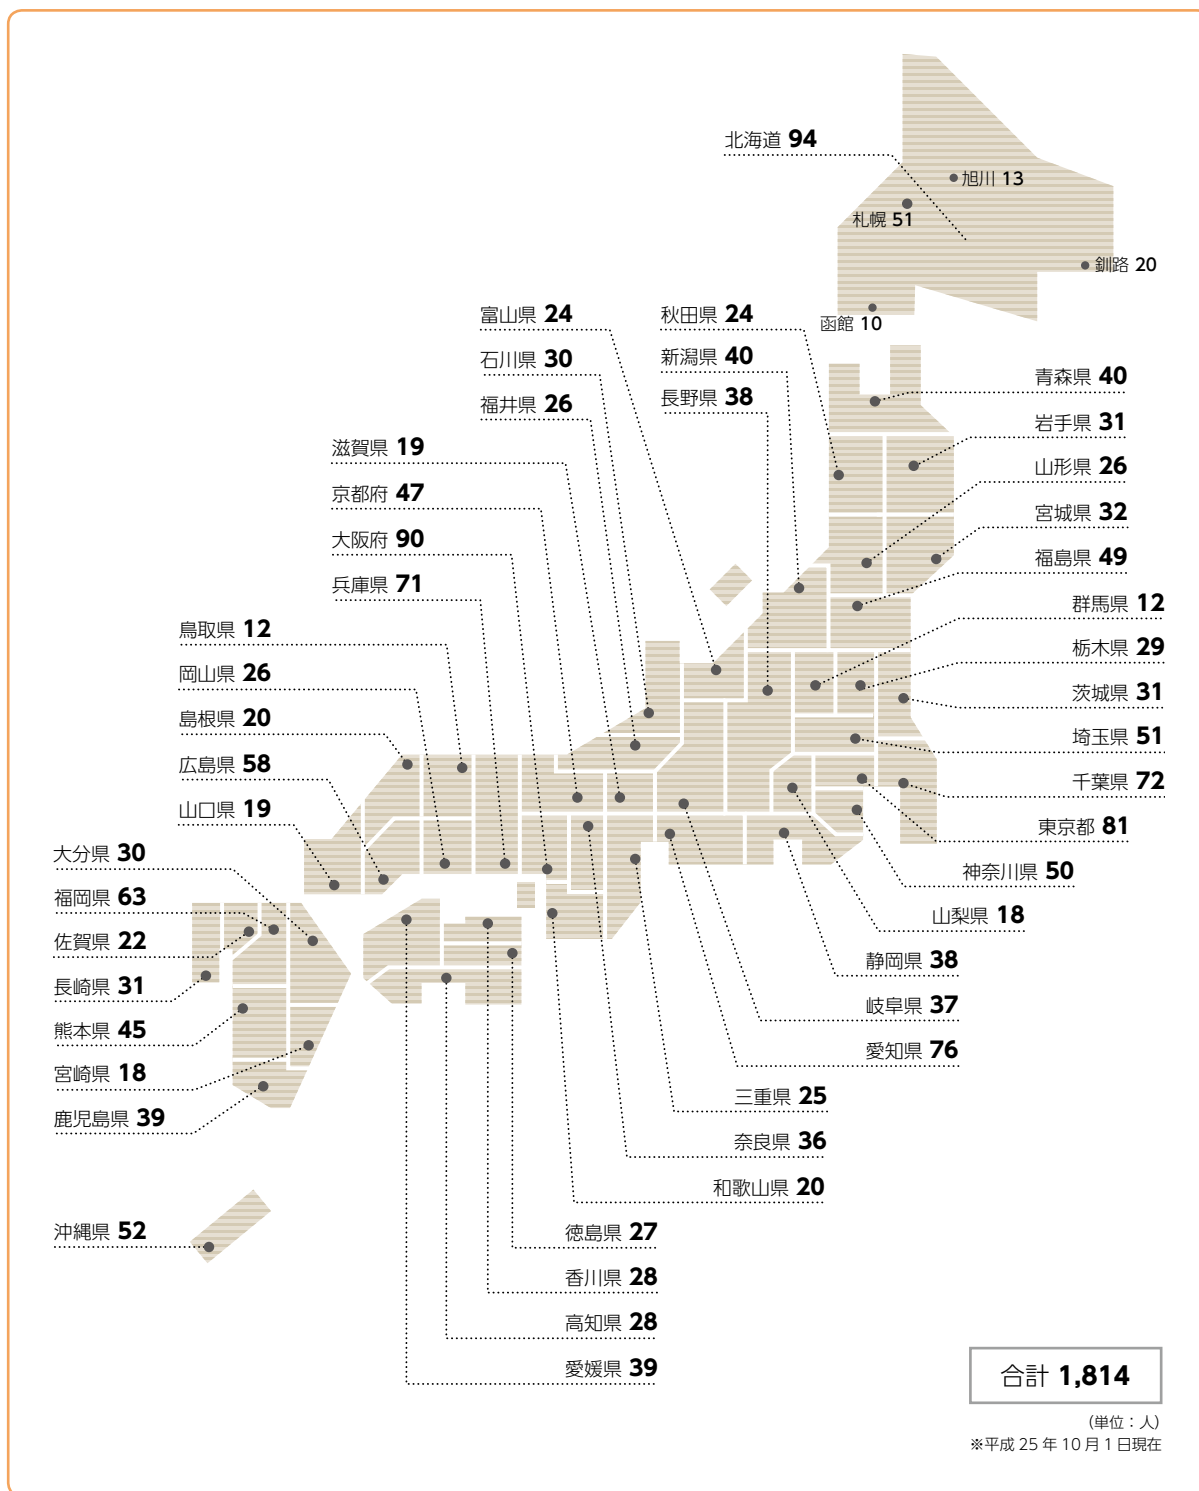 北海道 94
旭川 13
札幌 51
釧路 20
函館 10
富山県 24
石川県 30
福井県 26
秋田県 24
新潟県 40
長野県 38
青森県 40
岩手県 31
山形県 26
宮城県 32
福島県 49
群馬県 12
栃木県 29
茨城県 31
埼玉県 51
千葉県 72
東京都 81
神奈川県 50
山梨県 18
静岡県 38
岐阜県 37
愛知県 76
三重県 25
奈良県 36
和歌山県 20
滋賀県 19
京都府 47
大阪府 90
兵庫県 71
鳥取県 12
岡山県 26
島根県 20
広島県 58
山口県 19
大分県 30
福岡県 63
佐賀県 22
長崎県 31
熊本県 45
宮崎県 18
鹿児島県 39
沖縄県 52
徳島県 27
香川県 28
高知県 28
愛媛県 39
合計 1,814
(単位：人)
※平成 25 年 10 月 1 日現在